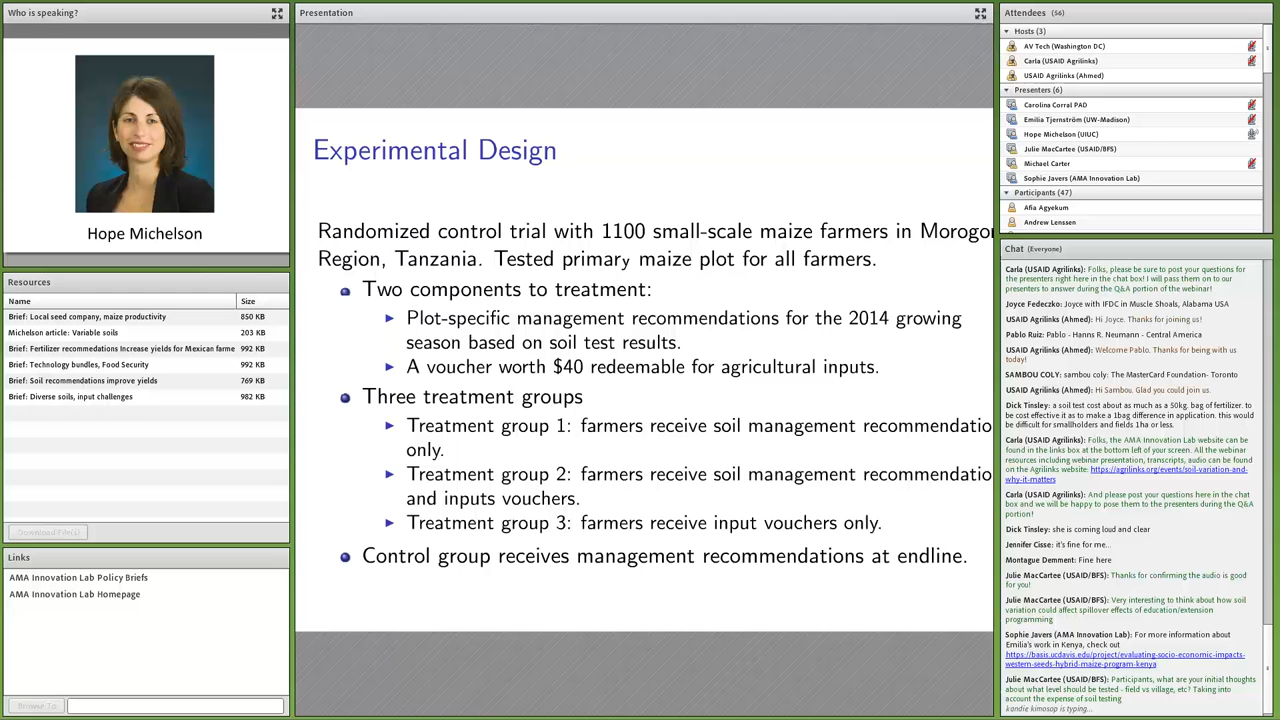 Who is speaking?
Hope Michelson
Resources
Name Size
Brief: Local seed company, maize productivity 850 KB
Michelson article: Variable soils 203 KB
Brief: Fertilizer recommedations Increase yields for Mexican farme 992 KB
Brief: Technology bundles, Food Security 992 KB
Brief: Soil recommendations improve yields 769 KB
Brief: Diverse soils, input challenges 982 KB
Download File(s)
Links
AMA Innovation Lab Policy Briefs
AMA Innovation Lab Homepage
Browse To
Presentation
Experimental Design
Randomized control trial with 1100 small-scale maize farmers in Morogor
Region, Tanzania. Tested primary maize plot for all farmers.
Two components to treatment:
Plot-specific management recommendations for the 2014 growing
season based on soil test results.
A voucher worth $40 redeemable for agricultural inputs.
Three treatment groups
Treatment group 1: farmers receive soil management recommendatio
only.
Treatment group 2: farmers receive soil management recommendatio
and inputs vouchers.
Treatment group 3: farmers receive input vouchers only.
Control group receives management recommendations at endline.
Attendees (56)
Hosts (3)
AV Tech (Washington DC)
Carla (USAID Agrilinks)
USAID Agrilinks (Ahmed)
Presenters (6)
Carolina Corral PAD
Emilia Tjernström (UW-Madison)
Hope Michelson (UIUC)
Julie MacCartee (USAID/BFS)
Michael Carter
Sophie Javers (AMA Innovation Lab)
Participants (47)
Afia Agyekum
Andrew Lenssen
Chat (Everyone)
Carla (USAID Agrilinks): Folks, please be sure to post your questions for
the presenters right here in the chat box! I will pass them on to our
presenters to answer during the Q&A portion of the webinar!
Joyce Fedeczko: Joyce with IFDC in Muscle Shoals, Alabama USA
USAID Agrilinks (Ahmed): Hi Joyce. Thanks for joining us!
Pablo Ruiz: Pablo - Hanns R. Neumann - Central America
USAID Agrilinks (Ahmed): Welcome Pablo. Thanks for being with us
today!
SAMBOU COLY: sambou coly: The MasterCard Foundation- Toronto
USAID Agrilinks (Ahmed): Hi Sambou. Glad you could join us.
Dick Tinsley: a soil test cost about as much as a 50kg. bag of fertilizer. to
be cost effective it as to make a 1bag difference in application. this would
be difficult for smallholders and fields 1ha or less.
Carla (USAID Agrilinks): Folks, the AMA Innovation Lab website can be
found in the links box at the bottom left of your screen. All the webinar
resources including webinar presentation, transcripts, audio can be found
on the Agrilinks website: https://agrilinks.org/events/soil-variation-and-
why-it-matters
Carla (USAID Agrilinks): And please post your questions here in the chat
box and we will be happy to pose them to the presenters during the Q&A
portion!
Dick Tinsley: she is coming loud and clear
Jennifer Cisse: it's fine for me...
Montague Demment: Fine here
Julie MacCartee (USAID/BFS): Thanks for confirming the audio is good
for you!
Julie MacCartee (USAID/BFS): Very interesting to think about how soil
variation could affect spillover effects of education/extension
programming
Sophie Javers (AMA Innovation Lab): For more information about
Emilia's work in Kenya, check out
https://basis.ucdavis.edu/project/evaluating-socio-economic-impacts-
western-seeds-hybrid-maize-program-kenya
Julie MacCartee (USAID/BFS): Participants, what are your initial thoughts
about what level should be tested - field vs village, etc? Taking into
account the expense of soil testing
kandie kimosop is typing...